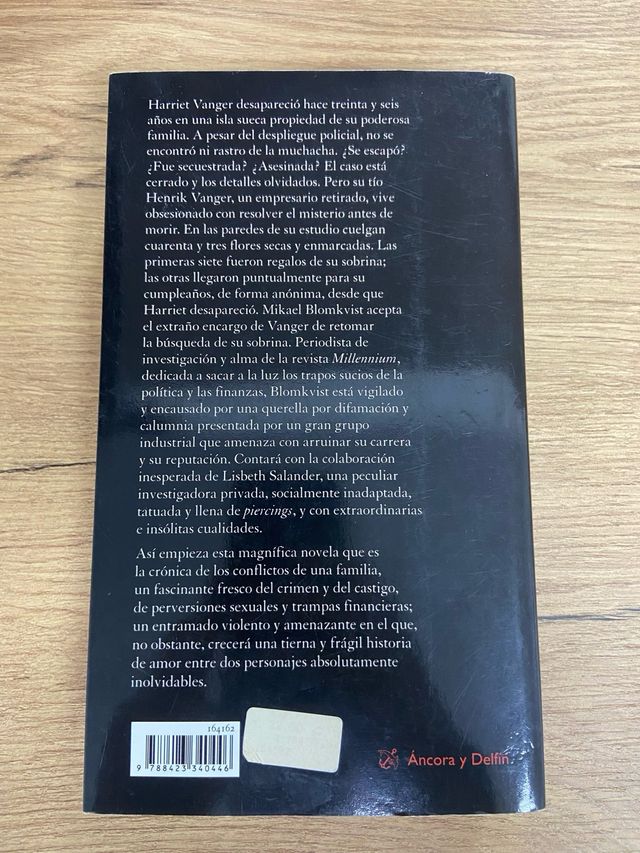 Harriet Vanger desapareció hace treinta y seis
años en una isla sueca propiedad de su poderosa
familia. A pesar del despliegue policial, no se
encontró ni rastro de la muchacha. ¿Se escapó?
¿Fue secuestrada? ¿Asesinada? El caso está
cerrado y los detalles olvidados. Pero su tío
Henrik Vanger, un empresario retirado, vive
obsesionado con resolver el misterio antes de
morir. En las paredes de su estudio cuelgan
cuarenta y tres flores secas y enmarcadas. Las
primeras siete fueron regalos de su sobrina;
las otras llegaron puntualmente para su
cumpleaños, de forma anónima, desde que
Harriet desapareció. Mikael Blomkvist acepta
el extraño encargo de Vanger de retomar
la búsqueda de su sobrina. Periodista de
investigación y alma de la revista Millennium,
dedicada a sacar a la luz los trapos sucios de la
política y las finanzas, Blomkvist está vigilado
y encausado por una querella por difamación y
calumnia presentada por un gran grupo
industrial que amenaza con arruinar su carrera
y su reputación. Contará con la colaboración
inesperada de Lisbeth Salander, una peculiar
investigadora privada, socialmente inadaptada,
tatuada y llena de piercings, y con extraordinarias
e insólitas cualidades.
Así empieza esta magnífica novela que es
la crónica de los conflictos de una familia,
un fascinante fresco del crimen y del castigo,
de perversiones sexuales y trampas financieras;
un entramado violento y amenazante en el que,
no obstante, crecerá una tierna y frágil historia
de amor entre dos personajes absolutamente
inolvidables.
164162
9 788423 340446
Áncora y Delfín